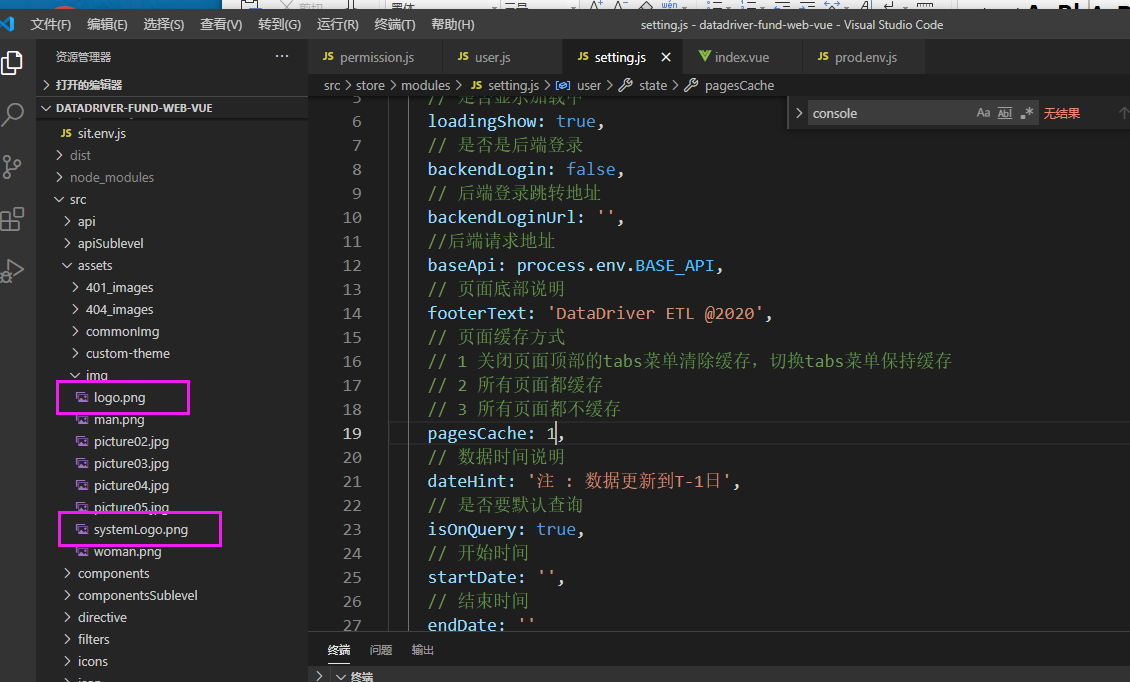 剪切
黑体
三号
文件(F) 编辑(E) 选择(S) 查看(V) 转到(G) 运行(R) 终端(T) 帮助(H) setting.js - datadriver-fund-web-vue - Visual Studio Code
资源管理器 ···
打开的编辑器
DATADRIVER-FUND-WEB-VUE
JS sit.env.js
dist
node_modules
src
api
apiSublevel
assets
401_images
404_images
commonImg
custom-theme
img
logo.png
man.png
picture02.jpg
picture03.jpg
picture04.jpg
picture05.jpg
systemLogo.png
woman.png
components
componentsSublevel
directive
filters
icons
JS permission.js JS user.js JS setting.js × index.vue JS prod.env.js
src > store > modules > JS setting.js > user > state > pagesCache
console Aa Abl .* 无结果
5 // 是否显示加载中
6 loadingShow: true,
7 // 是否是后端登录
8 backendLogin: false,
9 // 后端登录跳转地址
10 backendLoginUrl: '',
11 //后端请求地址
12 baseApi: process.env.BASE_API,
13 // 页面底部说明
14 footerText: 'DataDriver ETL @2020',
15 // 页面缓存方式
16 // 1 关闭页面顶部的tabs菜单清除缓存，切换tabs菜单保持缓存
17 // 2 所有页面都缓存
18 // 3 所有页面都不缓存
19 pagesCache: 1,
20 // 数据时间说明
21 dateHint: '注 : 数据更新到T-1日',
22 // 是否要默认查询
23 isOnQuery: true,
24 // 开始时间
25 startDate: '',
26 // 结束时间
27 endDate: ''
终端 问题 输出
终端